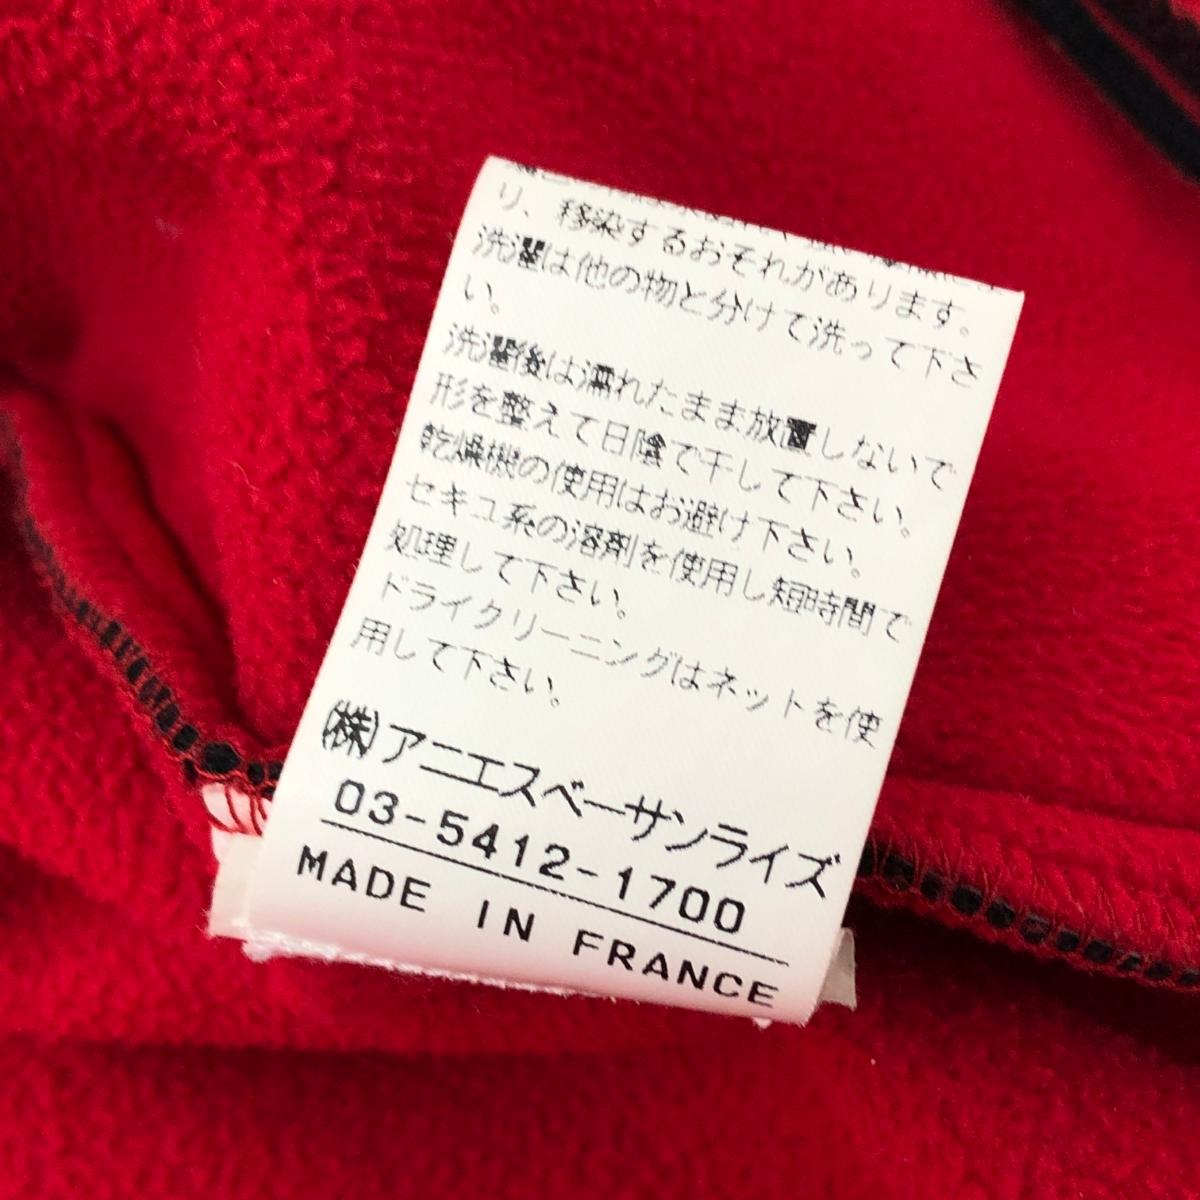 り、移染するおそれがあります。
洗濯は他の物と分けて洗って下さ
い。
洗濯後は濡れたまま放置しないで
形を整えて日陰で干して下さい。
乾燥機の使用はお避け下さい。
セキユ系の溶剤を使用し短時間で
処理して下さい。
ドライクリーニングはネットを使
用して下さい。
(株)アニエスベーサンライズ
03-5412-1700
MADE IN FRANCE